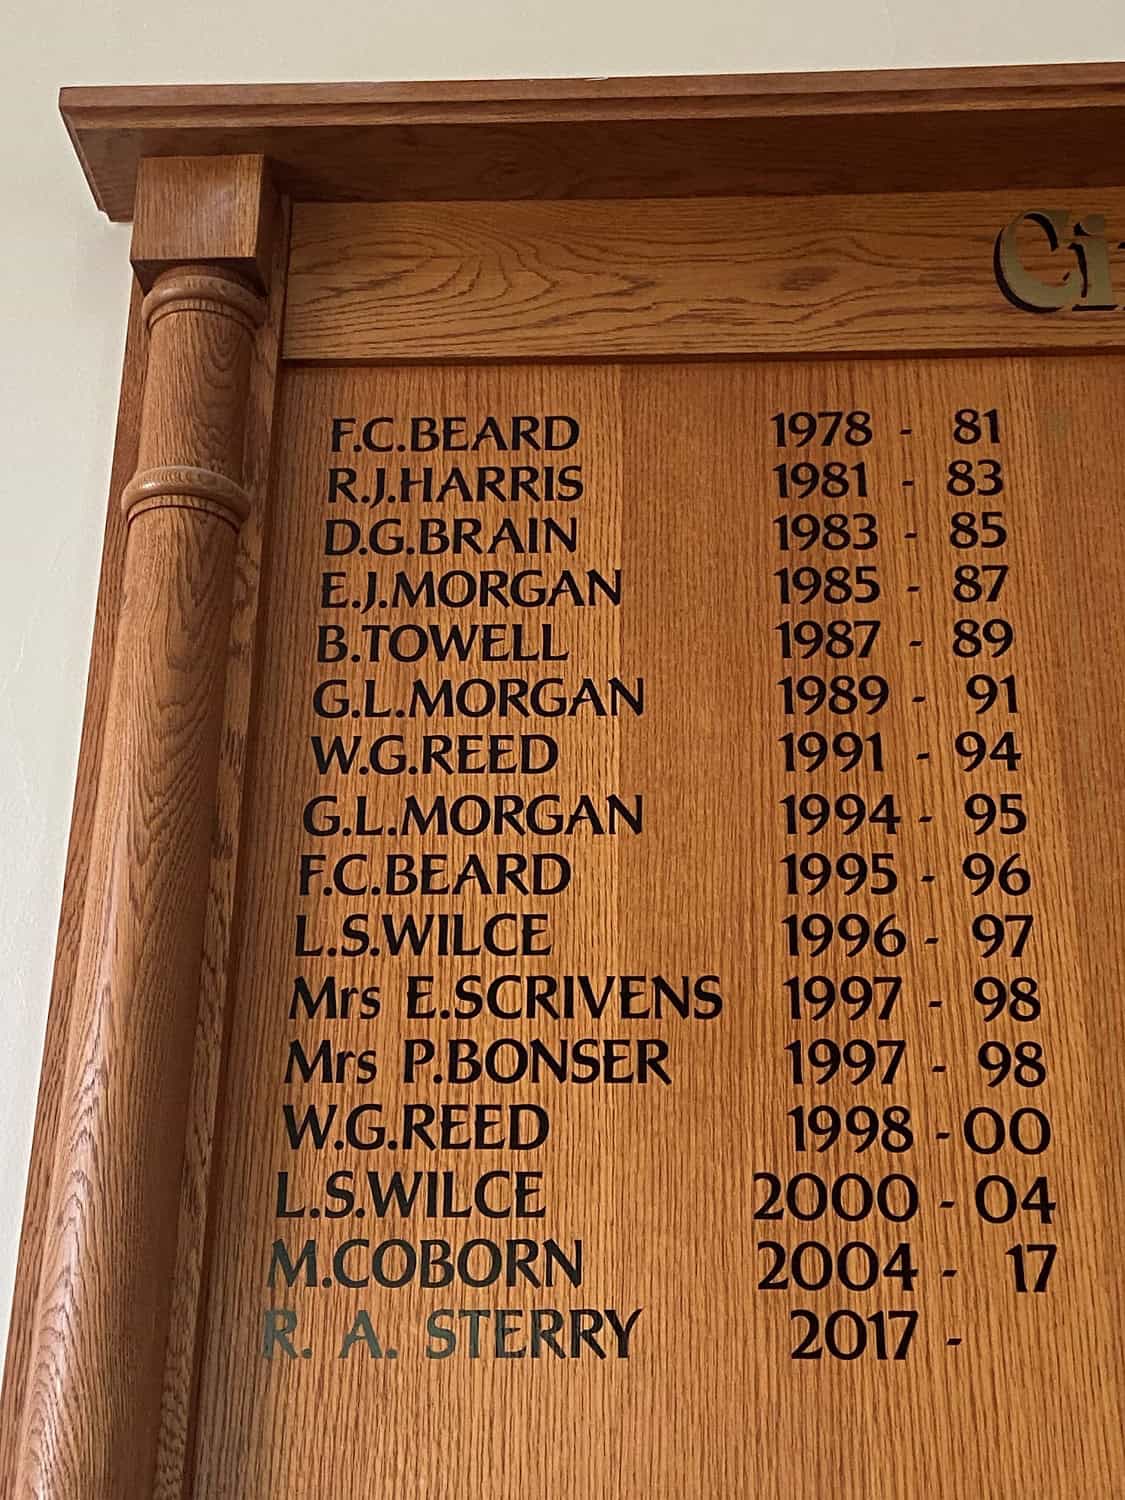 Ci
F.C.BEARD 1978 - 81
R.J.HARRIS 1981 - 83
D.G.BRAIN 1983 - 85
E.J.MORGAN 1985 - 87
B.TOWELL 1987 - 89
G.L.MORGAN 1989 - 91
W.G.REED 1991 - 94
G.L.MORGAN 1994 - 95
F.C.BEARD 1995 - 96
L.S.WILCE 1996 - 97
Mrs E.SCRIVENS 1997 - 98
Mrs P.BONSER 1997 - 98
W.G.REED 1998 - 00
L.S.WILCE 2000 - 04
M.COBORN 2004 - 17
R. A. STERRY 2017 -